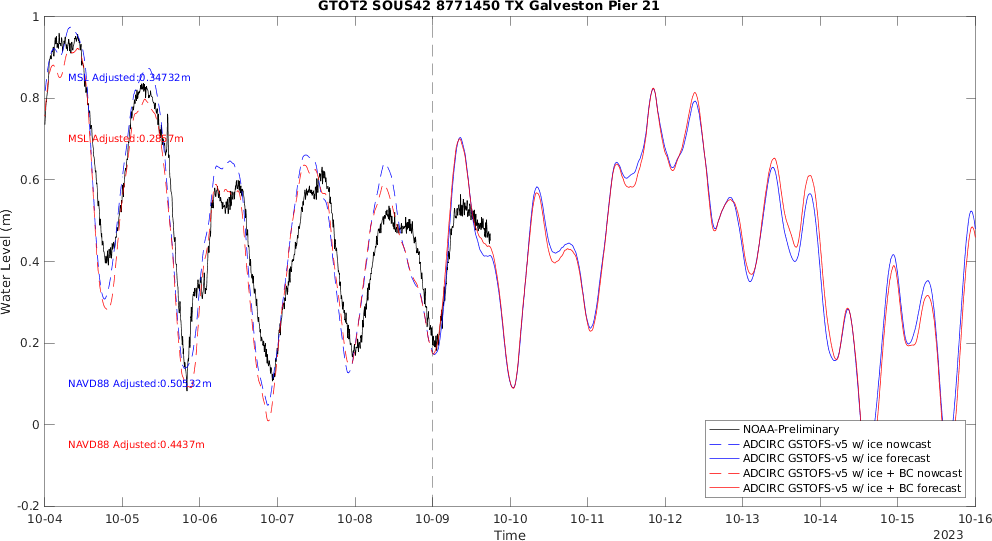 GTOT2 SOUS42 8771450 TX Galveston Pier 21
Water Level (m)
1
0.8
0.6
0.4
0.2
0
-0.2
MSL Adjusted:0.34732m
MSL Adjusted:0.2857m
NAVD88 Adjusted:0.50532m
NAVD88 Adjusted:0.4437m
NOAA-Preliminary
ADCIRC GSTOFS-v5 w/ ice nowcast
ADCIRC GSTOFS-v5 w/ ice forecast
ADCIRC GSTOFS-v5 w/ ice + BC nowcast
ADCIRC GSTOFS-v5 w/ ice + BC forecast
10-04 10-05 10-06 10-07 10-08 10-09 10-10 10-11 10-12 10-13 10-14 10-15 10-16
Time
2023